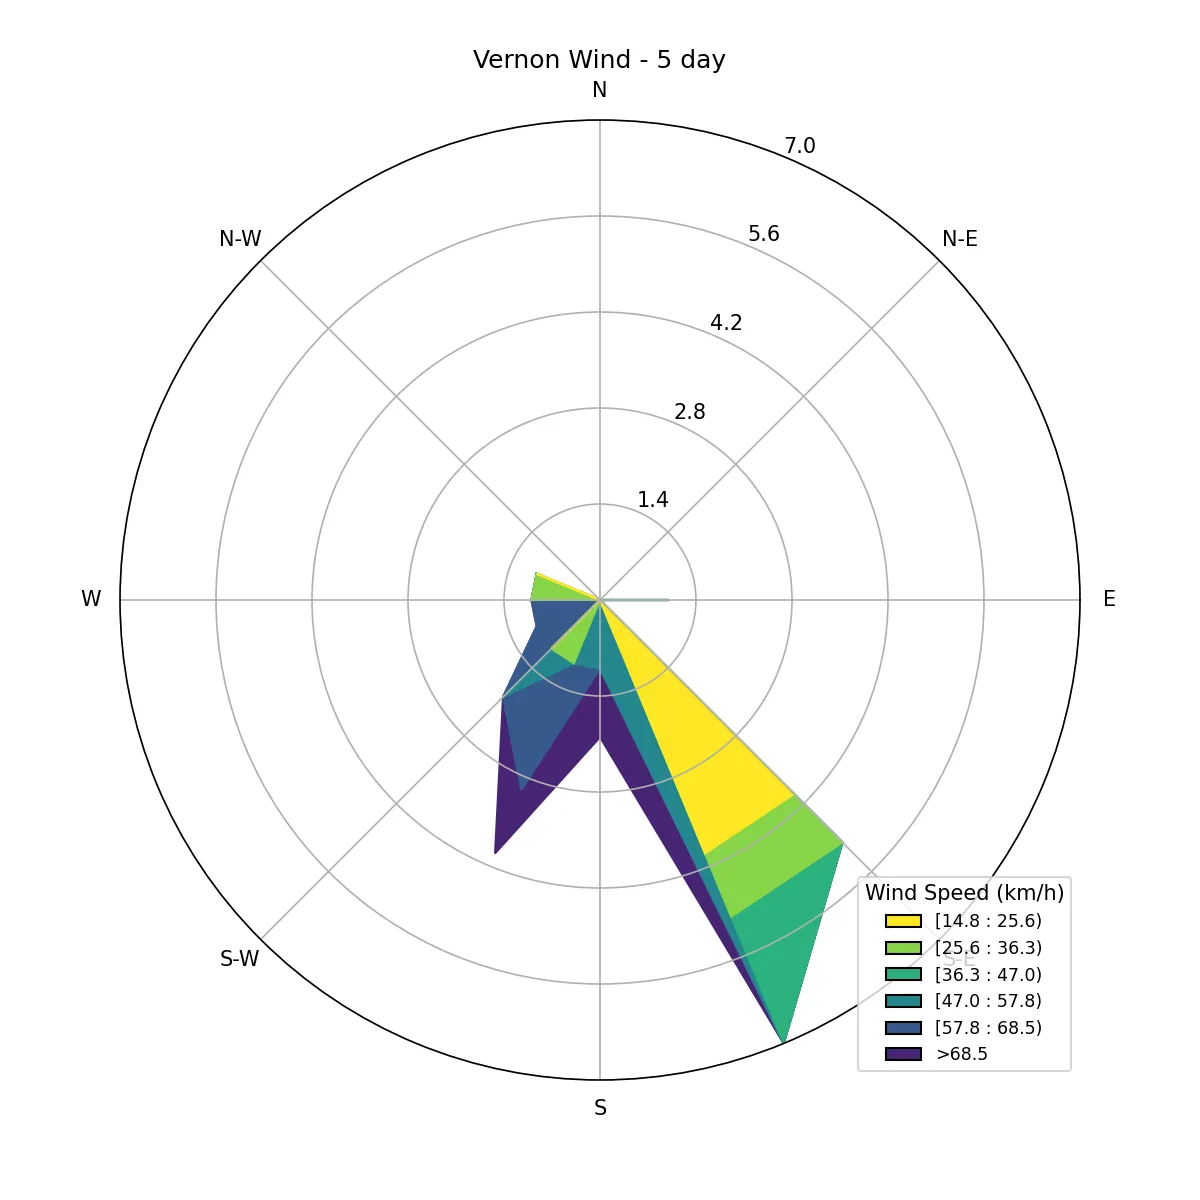 Vernon Wind - 5 day
N
7.0
N-W
5.6
N-E
4.2
2.8
1.4
W
E
S-W
S-E
S
Wind Speed (km/h)
[14.8 : 25.6)
[25.6 : 36.3)
[36.3 : 47.0)
[47.0 : 57.8)
[57.8 : 68.5)
>68.5